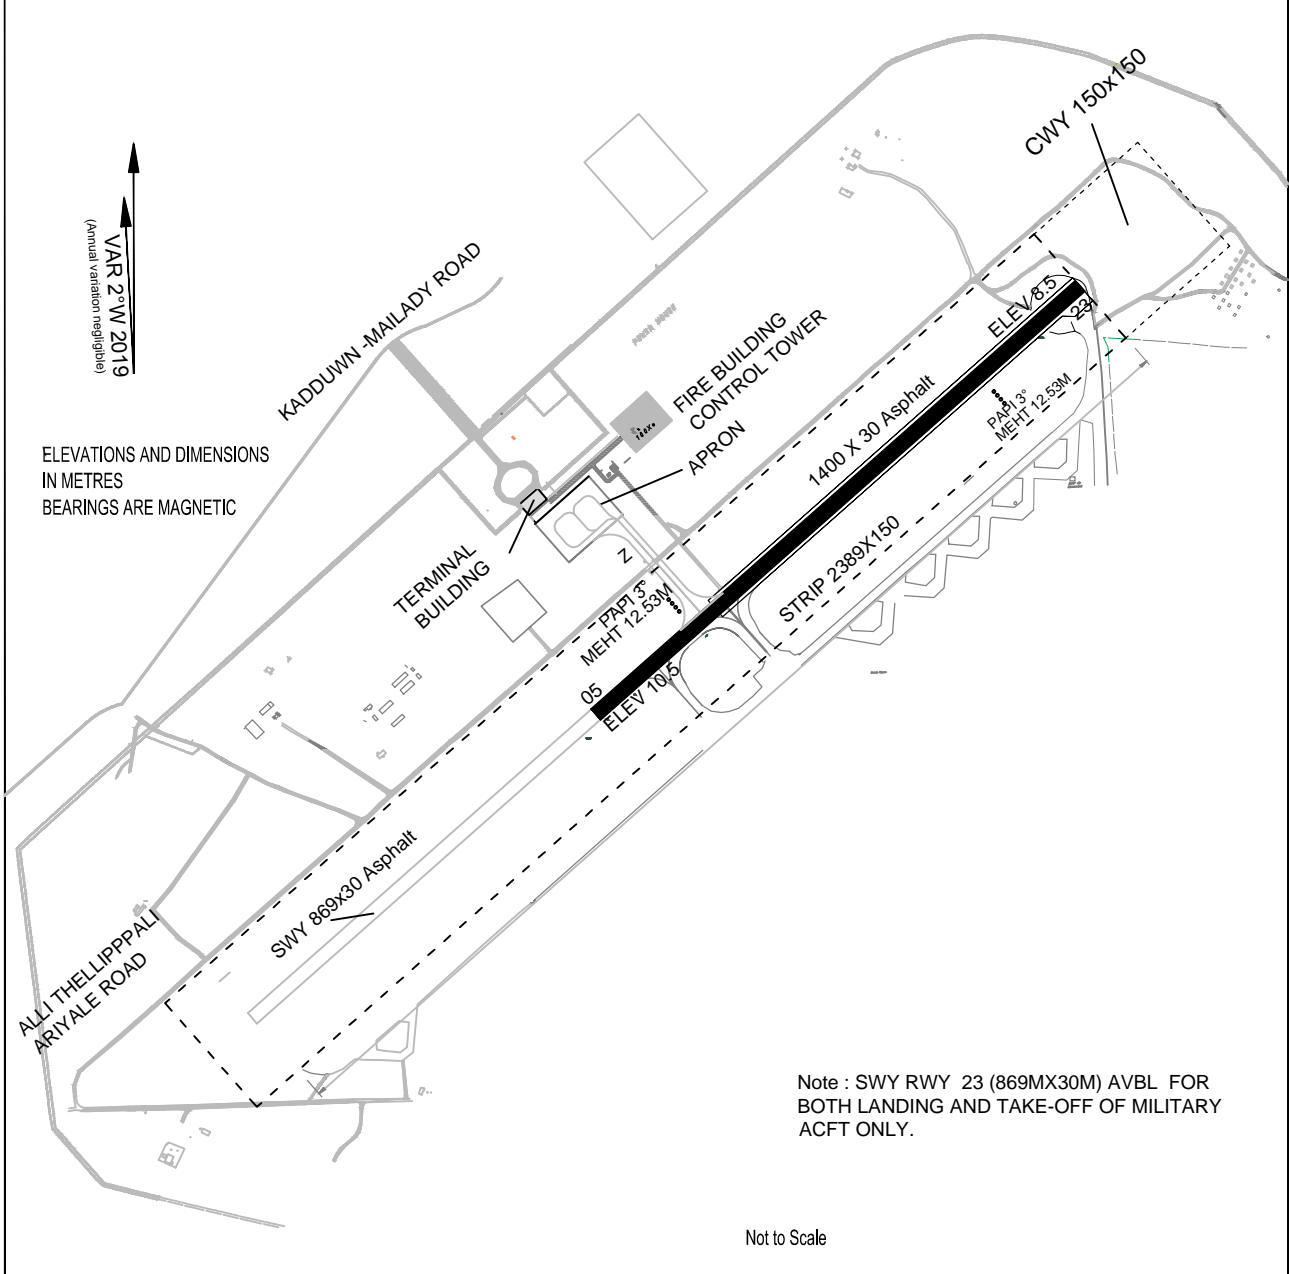 CWY 150x150
VAR 2°W 2019
(Annual variation negligible)
KADDUWN -MAILADY ROAD
ELEV 8.5
23
FIRE BUILDING
CONTROL TOWER
APRON
1400 X 30 Asphalt
PAPI 3°
MEHT 12.53M
ELEVATIONS AND DIMENSIONS
IN METRES
BEARINGS ARE MAGNETIC
STRIP 2389X150
TERMINAL
BUILDING
Z
PAPI 3°
MEHT 12.53M
05
ELEV 10.5
SWY 869x30 Asphalt
ALLI THELLIPPPALI
ARIYALE ROAD
Note : SWY RWY 23 (869MX30M) AVBL FOR
BOTH LANDING AND TAKE-OFF OF MILITARY
ACFT ONLY.
Not to Scale